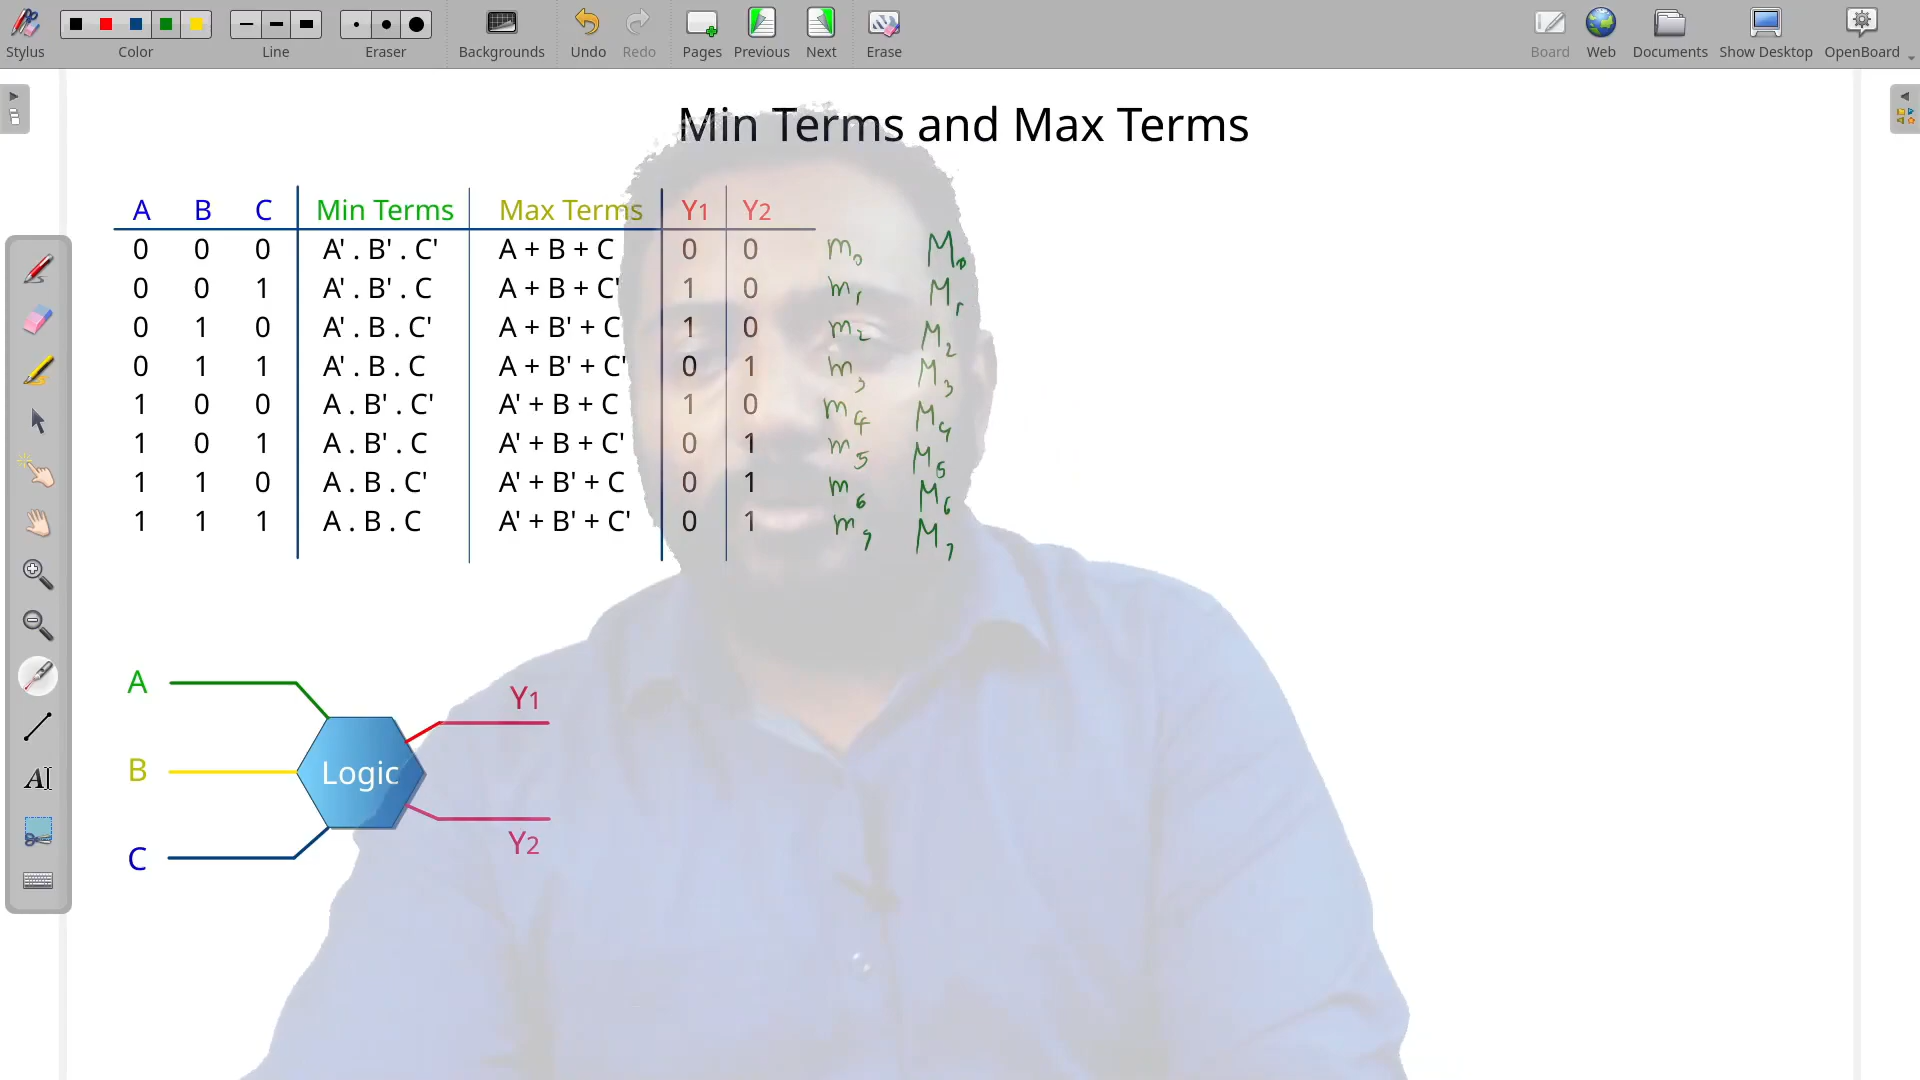 Stylus Color Line Eraser Backgrounds Undo Redo Pages Previous Next Erase Board Web Documents Show Desktop OpenBoard
Min Terms and Max Terms
A B C Min Terms Max Terms Y1 Y2
0 0 0 A' . B' . C' A + B + C 0 0 m0 M0
0 0 1 A' . B' . C A + B + C' 1 0 m1 M1
0 1 0 A' . B . C' A + B' + C 1 0 m2 M2
0 1 1 A' . B . C A + B' + C' 0 1 m3 M3
1 0 0 A . B' . C' A' + B + C 1 0 m4 M4
1 0 1 A . B' . C A' + B + C' 0 1 m5 M5
1 1 0 A . B . C' A' + B' + C 0 1 m6 M6
1 1 1 A . B . C A' + B' + C' 0 1 m7 M7
A
Y1
B
Logic
Y2
C